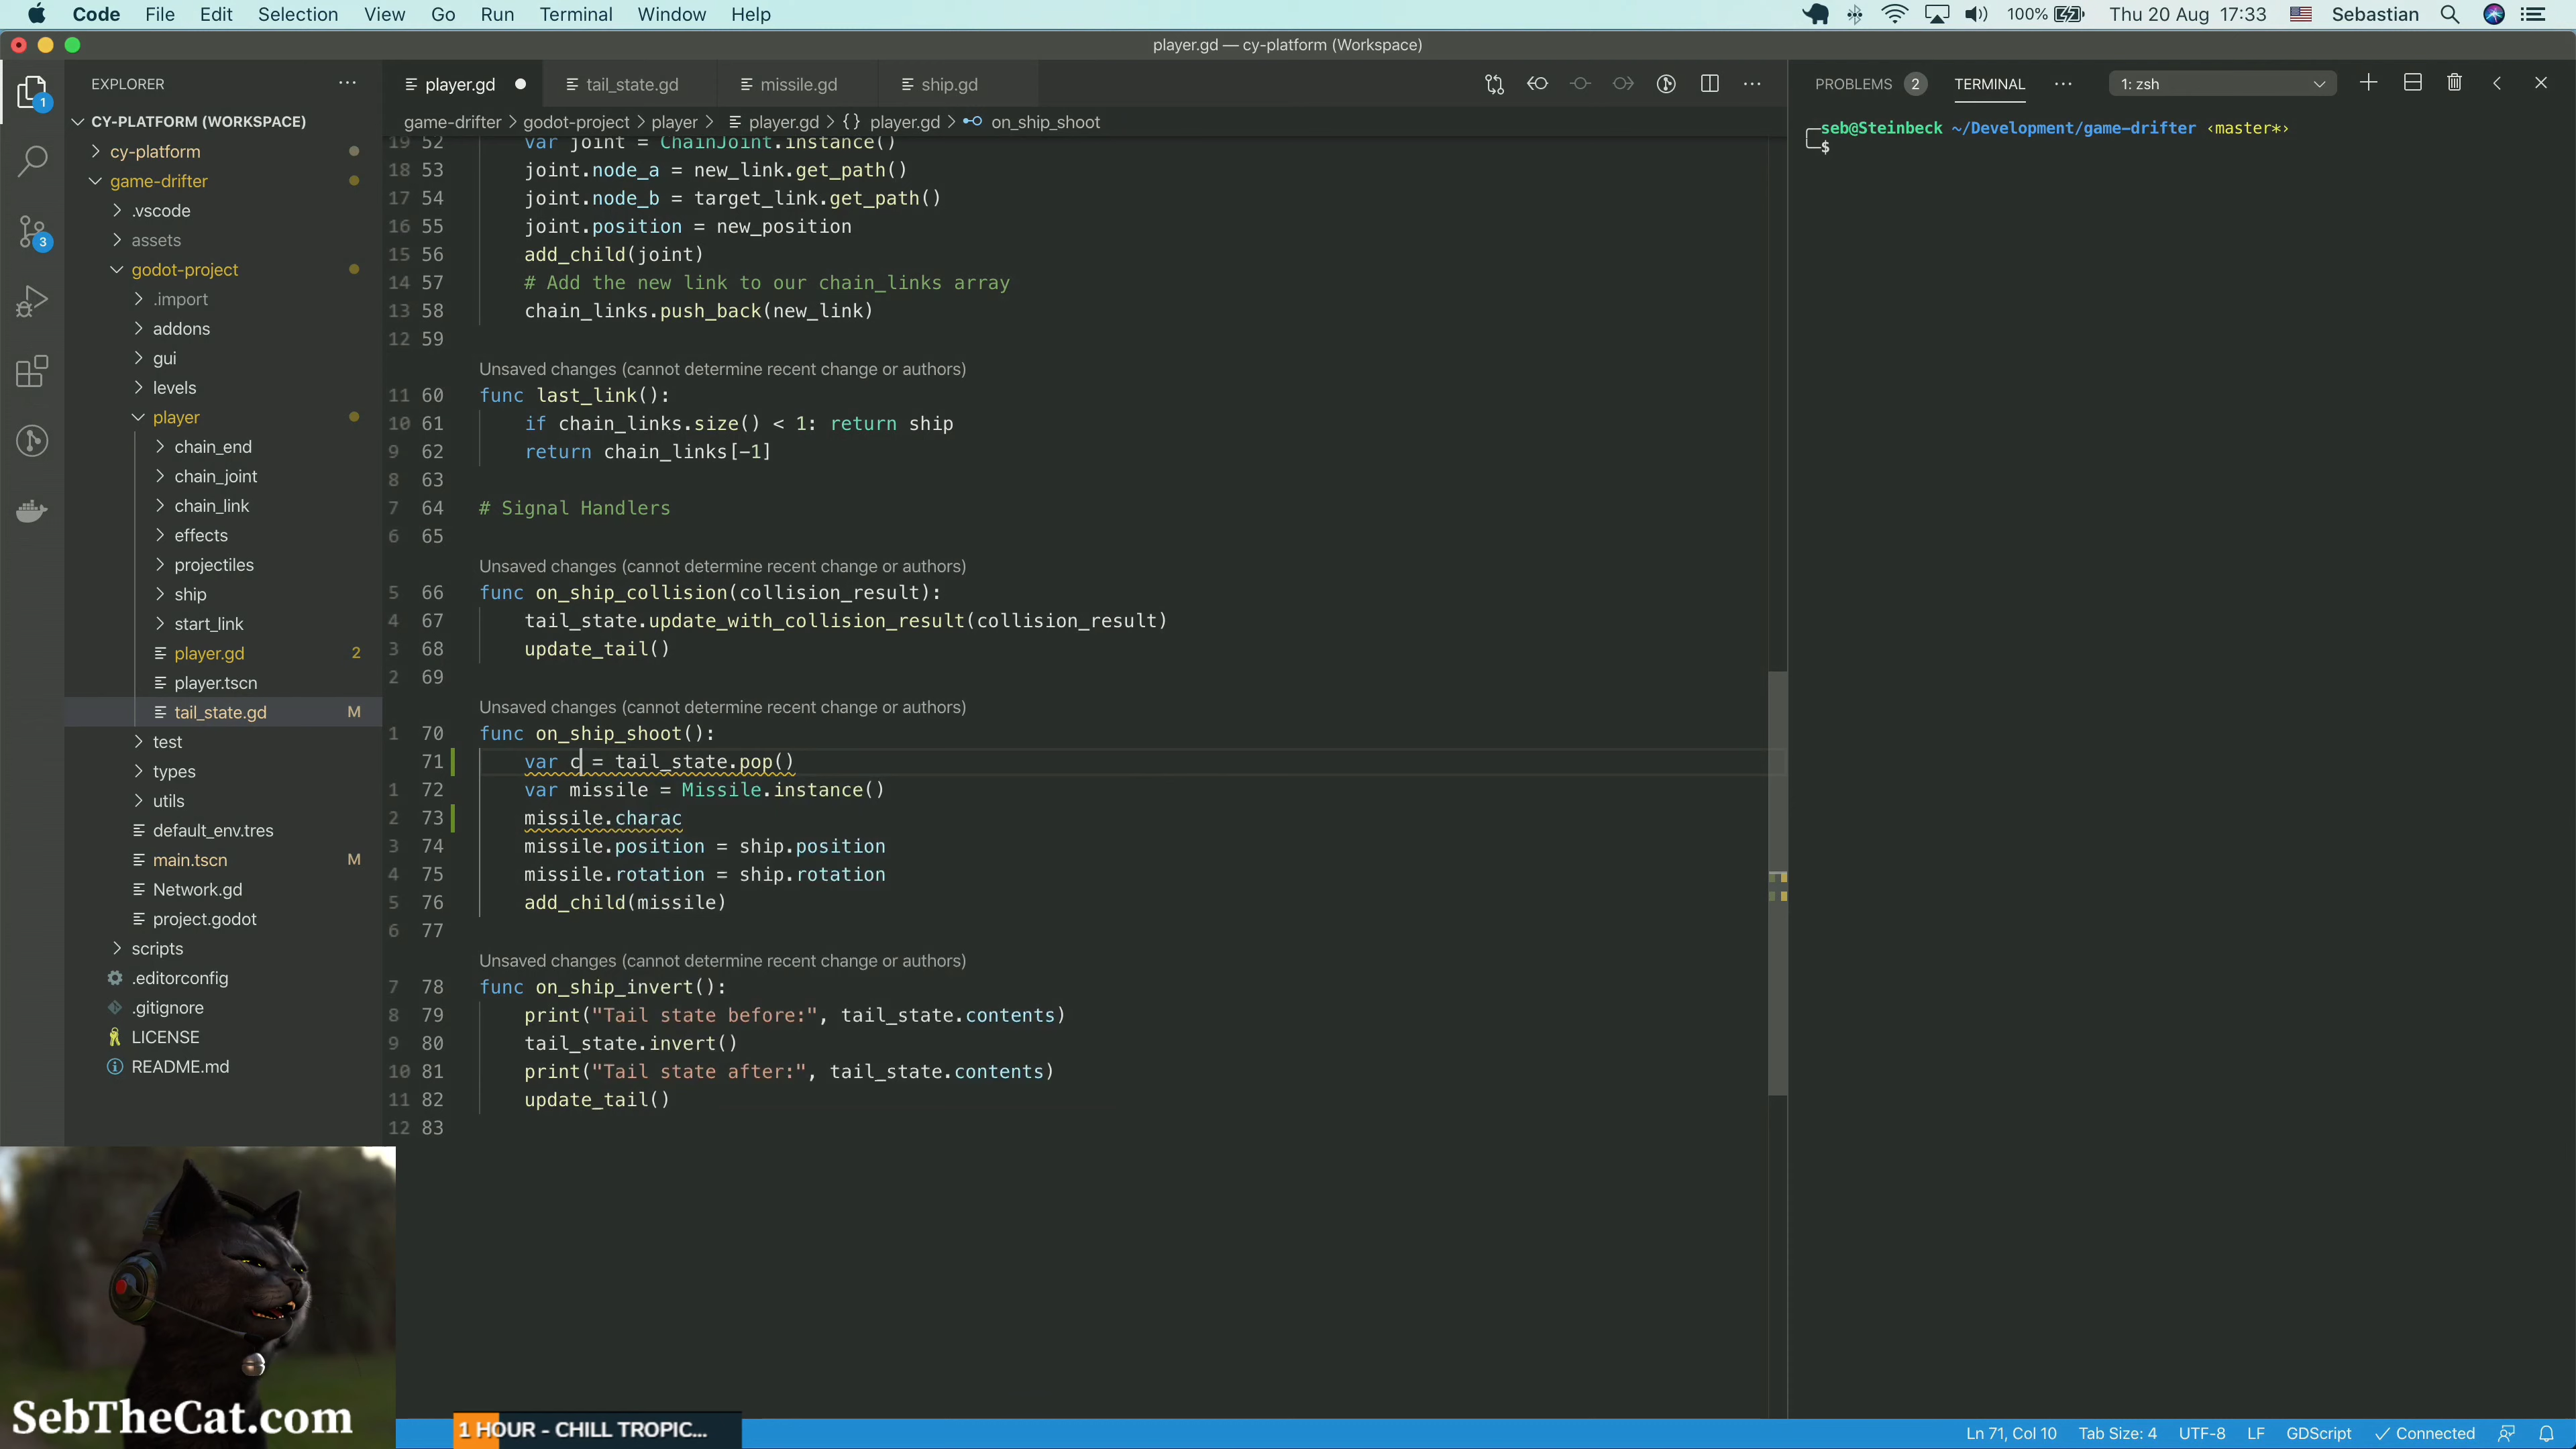 Code File Edit Selection View Go Run Terminal Window Help 100% Thu 20 Aug 17:33 Sebastian
player.gd — cy-platform (Workspace)
EXPLORER ...
CY-PLATFORM (WORKSPACE)
cy-platform
game-drifter
.vscode
assets
godot-project
.import
addons
gui
levels
player
chain_end
chain_joint
chain_link
effects
projectiles
ship
start_link
player.gd 2
player.tscn
tail_state.gd M
test
types
utils
default_env.tres
main.tscn M
Network.gd
project.godot
scripts
.editorconfig
.gitignore
LICENSE
README.md
1
3
player.gd tail_state.gd missile.gd ship.gd
game-drifter > godot-project > player > player.gd > {} player.gd > on_ship_shoot
19 52 var joint = ChainJoint.instance()
18 53 joint.node_a = new_link.get_path()
17 54 joint.node_b = target_link.get_path()
16 55 joint.position = new_position
15 56 add_child(joint)
14 57 # Add the new link to our chain_links array
13 58 chain_links.push_back(new_link)
12 59
Unsaved changes (cannot determine recent change or authors)
11 60 func last_link():
10 61 if chain_links.size() < 1: return ship
9 62 return chain_links[-1]
8 63
7 64 # Signal Handlers
6 65
Unsaved changes (cannot determine recent change or authors)
5 66 func on_ship_collision(collision_result):
4 67 tail_state.update_with_collision_result(collision_result)
3 68 update_tail()
2 69
Unsaved changes (cannot determine recent change or authors)
1 70 func on_ship_shoot():
71 var c = tail_state.pop()
1 72 var missile = Missile.instance()
2 73 missile.charac
3 74 missile.position = ship.position
4 75 missile.rotation = ship.rotation
5 76 add_child(missile)
6 77
Unsaved changes (cannot determine recent change or authors)
7 78 func on_ship_invert():
8 79 print("Tail state before:", tail_state.contents)
9 80 tail_state.invert()
10 81 print("Tail state after:", tail_state.contents)
11 82 update_tail()
12 83
PROBLEMS 2 TERMINAL ... 1: zsh
seb@Steinbeck ~/Development/game-drifter ‹master*›
$
SebTheCat.com
1 HOUR - CHILL TROPIC...
Ln 71, Col 10 Tab Size: 4 UTF-8 LF GDScript Connected